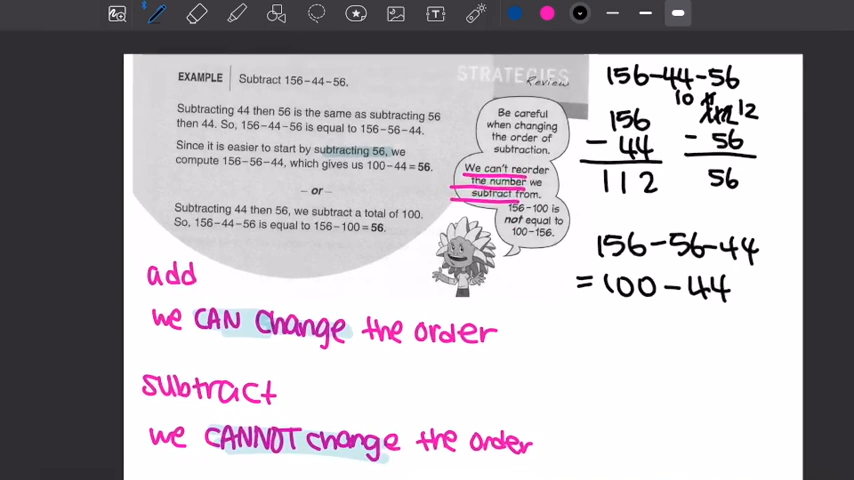 EXAMPLE Subtract 156-44-56.
STRATEGIES
Review
Subtracting 44 then 56 is the same as subtracting 56
then 44. So, 156-44-56 is equal to 156-56-44.
Since it is easier to start by subtracting 56, we
compute 156-56-44, which gives us 100-44 = 56.
– or –
Subtracting 44 then 56, we subtract a total of 100.
So, 156-44-56 is equal to 156-100 = 56.
Be careful
when changing
the order of
subtraction.
We can't reorder
the number we
subtract from.
156-100 is
not equal to
100-156.
156-44-56
156
- 44
112
10 12
- 56
56
156-56-44
= 100-44
add
we CAN change the order
subtract
we CANNOT change the order